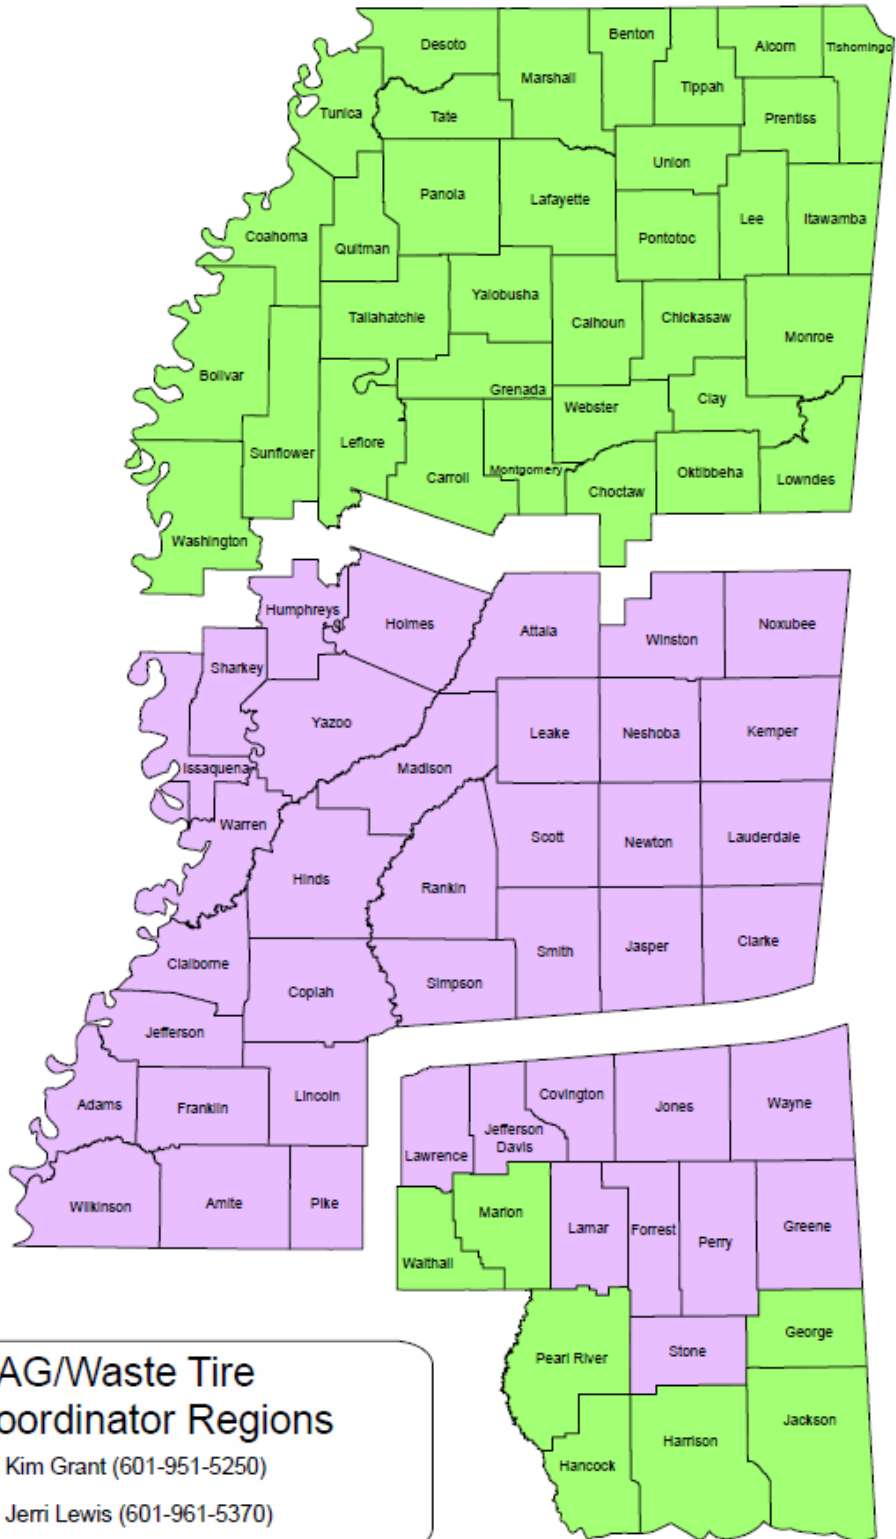 Desoto
Marshall
Benton
Tippah
Alcorn
Tishomingo
Tunica
Tate
Prentiss
Union
Panola
Lafayette
Pontotoc
Lee
Itawamba
Coahoma
Quitman
Tallahatchie
Yalobusha
Calhoun
Chickasaw
Monroe
Bolivar
Grenada
Webster
Clay
Sunflower
Leflore
Carroll
Montgomery
Choctaw
Oktibbeha
Lowndes
Washington
Humphreys
Holmes
Attala
Winston
Noxubee
Sharkey
Yazoo
Leake
Neshoba
Kemper
Issaquena
Madison
Warren
Scott
Newton
Lauderdale
Hinds
Rankin
Smith
Jasper
Clarke
Claiborne
Copiah
Simpson
Jefferson
Adams
Franklin
Lincoln
Wilkinson
Amite
Pike
Lawrence
Jefferson
Davis
Covington
Jones
Wayne
Walthall
Marion
Lamar
Forrest
Perry
Greene
Pearl River
Stone
George
Hancock
Harrison
Jackson
AG/Waste Tire
oordinator Regions
Kim Grant (601-951-5250)
Jerri Lewis (601-961-5370)